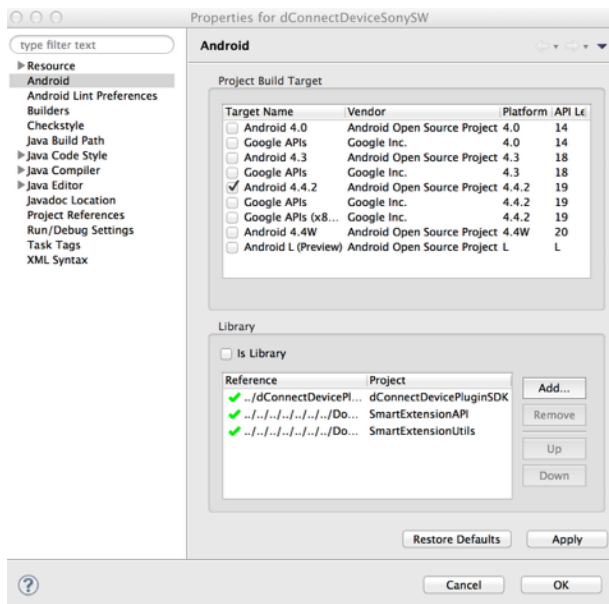 Properties for dConnectDeviceSonySW
type filter text
Resource
Android
Android Lint Preferences
Builders
Checkstyle
Java Build Path
Java Code Style
Java Compiler
Java Editor
Javadoc Location
Project References
Run/Debug Settings
Task Tags
XML Syntax
Android
Project Build Target
Target Name Vendor Platform API Le
Android 4.0 Android Open Source Project 4.0 14
Google APIs Google Inc. 4.0 14
Android 4.3 Android Open Source Project 4.3 18
Google APIs Google Inc. 4.3 18
Android 4.4.2 Android Open Source Project 4.4.2 19
Google APIs Google Inc. 4.4.2 19
Google APIs (x8... Google Inc. 4.4.2 19
Android 4.4W Android Open Source Project 4.4W 20
Android L (Preview) Android Open Source Project L L
Library
Is Library
Reference Project
../dConnectDevicePl... dConnectDevicePluginSDK
../../../../../../../Do... SmartExtensionAPI
../../../../../../../Do... SmartExtensionUtils
Add...
Remove
Up
Down
Restore Defaults Apply
? Cancel OK